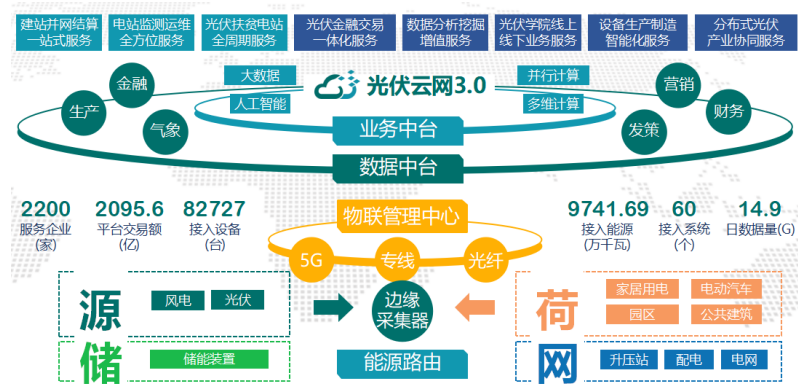 建站并网结算
一站式服务
电站监测运维
全方位服务
光伏扶贫电站
全周期服务
光伏金融交易
一体化服务
数据分析挖掘
增值服务
光伏学院线上
线下业务服务
设备生产制造
智能化服务
分布式光伏
产业协同服务
大数据
人工智能
光伏云网3.0
并行计算
多维计算
金融
生产
气象
营销
财务
发策
业务中台
数据中台
2200
服务企业
(家)
2095.6
平台交易额
(亿)
82727
接入设备
(台)
物联管理中心
5G
专线
光纤
9741.69
接入能源
(万千瓦)
60
接入系统
(个)
14.9
日数据量(G)
源
风电
光伏
储
储能装置
边缘
采集器
能源路由
荷
家居用电
电动汽车
园区
公共建筑
网
升压站
配电
电网